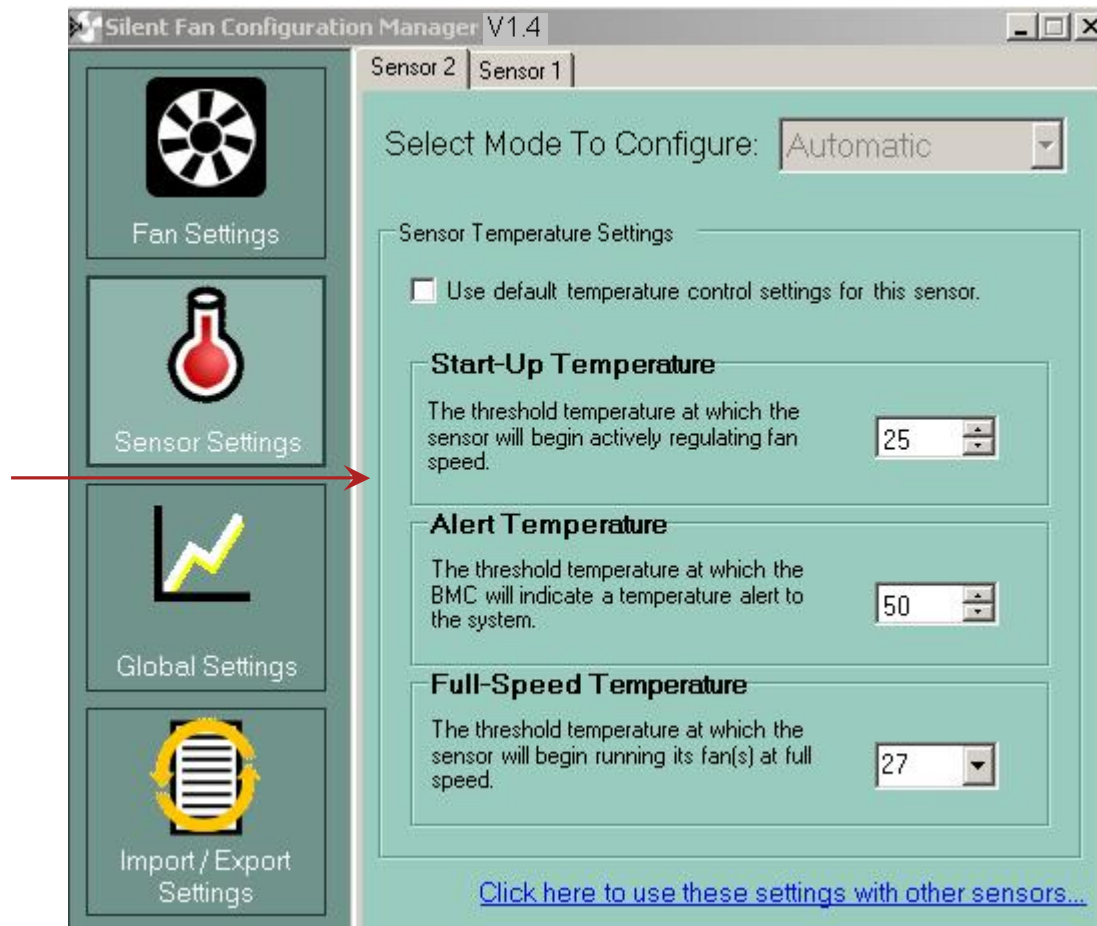 Silent Fan Configuration Manager V1.4
Sensor 2 Sensor 1
Select Mode To Configure: Automatic
Fan Settings
Sensor Temperature Settings
Use default temperature control settings for this sensor.
Start-Up Temperature
The threshold temperature at which the
sensor will begin actively regulating fan
speed.
25
Sensor Settings
Alert Temperature
The threshold temperature at which the
BMC will indicate a temperature alert to
the system.
50
Global Settings
Full-Speed Temperature
The threshold temperature at which the
sensor will begin running its fan(s) at full
speed.
27
Import / Export
Settings
Click here to use these settings with other sensors...